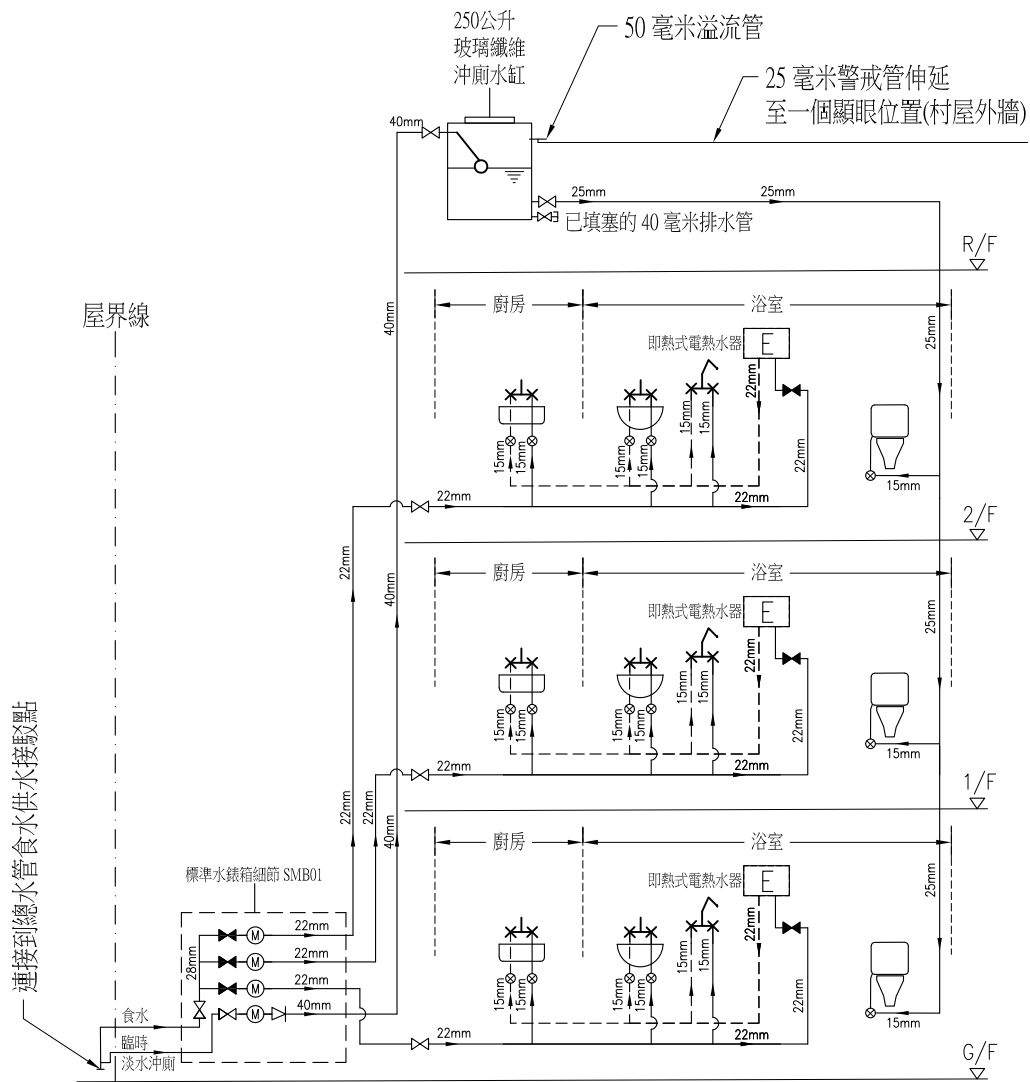 250公升
玻璃纖維
沖廁水缸
50 毫米溢流管
25 毫米警戒管伸延
至一個顯眼位置(村屋外牆)
40mm
25mm
25mm
已填塞的 40 毫米排水管
R/F
屋界線
廚房
浴室
40mm
即熱式電熱水器
E
22mm
25mm
15mm
15mm
15mm
15mm
15mm
15mm
22mm
15mm
22mm
22mm
2/F
廚房
浴室
22mm
40mm
即熱式電熱水器
E
22mm
25mm
15mm
15mm
15mm
15mm
15mm
15mm
22mm
15mm
22mm
22mm
1/F
連接到總水管食水供水接駁點
22mm
22mm
40mm
廚房
浴室
標準水錶箱細節 SMB01
即熱式電熱水器
E
22mm
25mm
M
22mm
M
22mm
28mm
M
22mm
M
40mm
15mm
15mm
15mm
15mm
15mm
15mm
22mm
15mm
食水
臨時
淡水沖廁
22mm
22mm
G/F